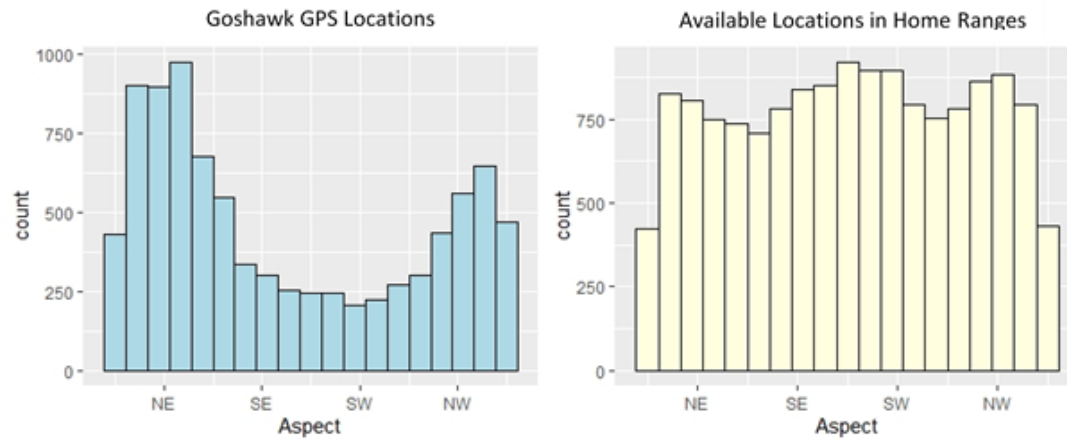 Goshawk GPS Locations
1000
750
500
250
0
count
NE
SE
SW
NW
Aspect
Available Locations in Home Ranges
750
500
250
0
count
NE
SE
SW
NW
Aspect